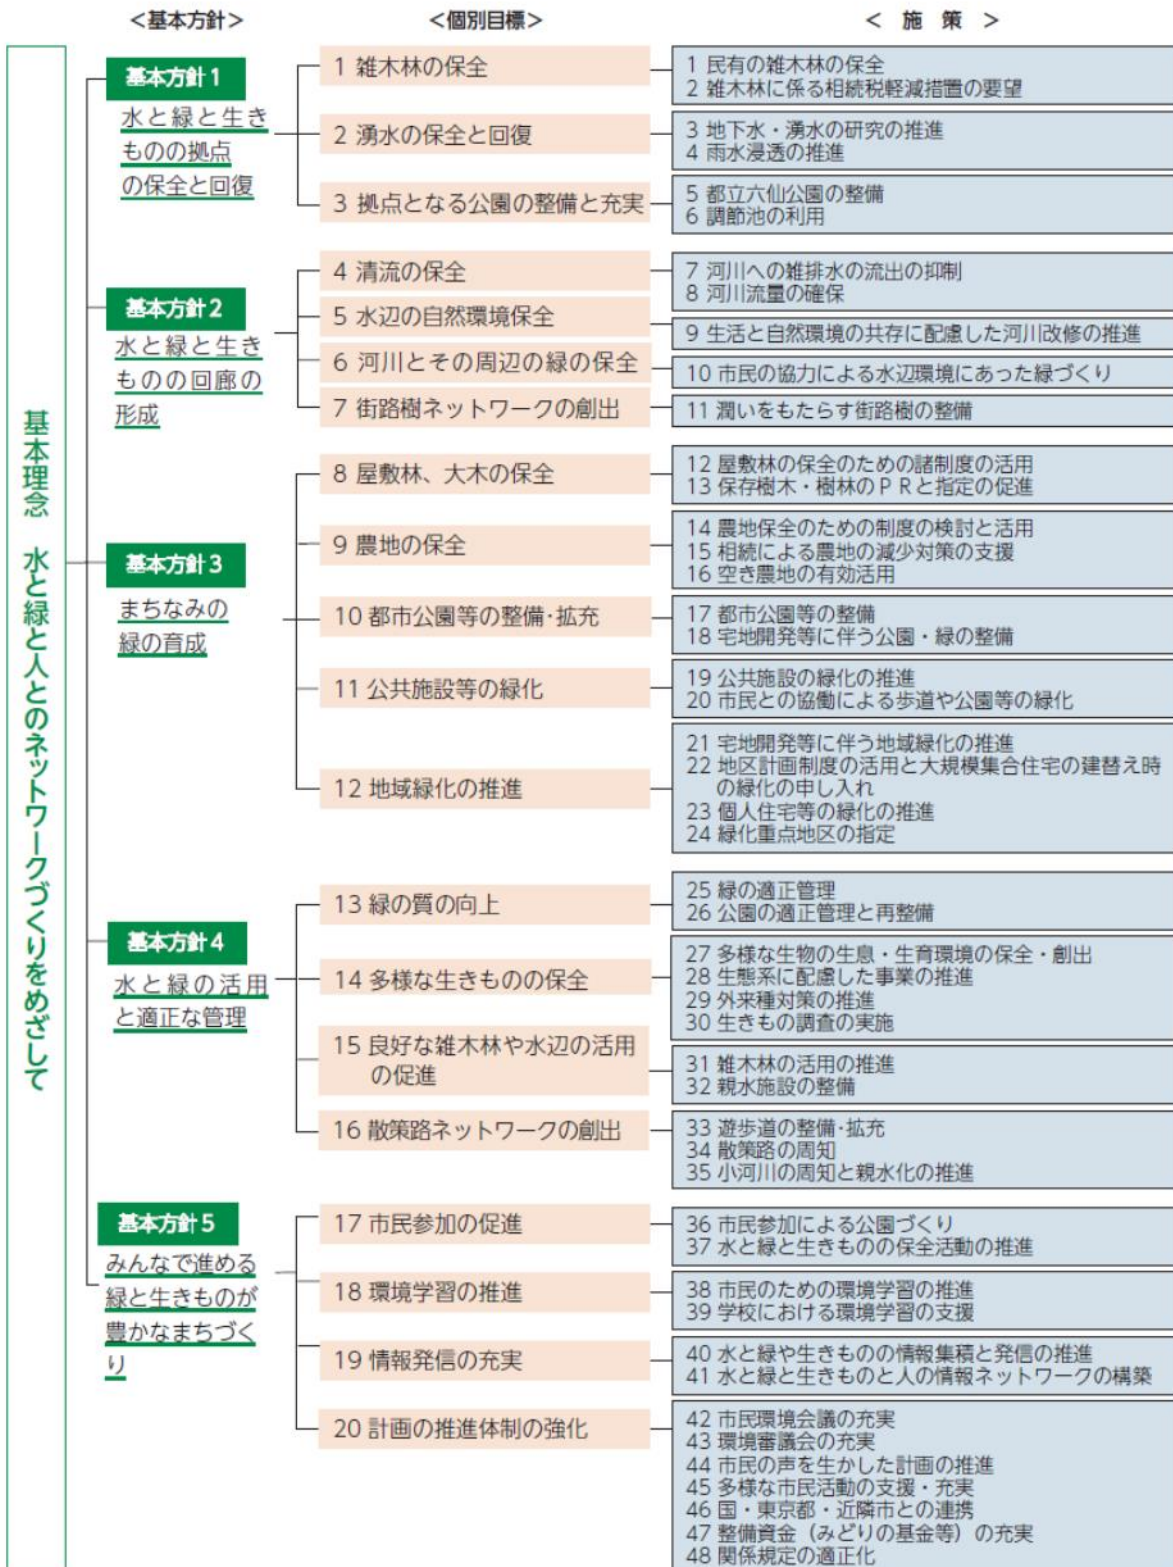 <基本方針>
<個別目標>
< 施 策 >
基本理念 水と緑と人とのネットワークづくりをめざして
基本方針1
水と緑と生き
ものの拠点
の保全と回復
1 雑木林の保全
1 民有の雑木林の保全
2 雑木林に係る相続税軽減措置の要望
2 湧水の保全と回復
3 地下水・湧水の研究の推進
4 雨水浸透の推進
3 拠点となる公園の整備と充実
5 都立六仙公園の整備
6 調節池の利用
基本方針2
水と緑と生き
ものの回廊の
形成
4 清流の保全
7 河川への雑排水の流出の抑制
8 河川流量の確保
5 水辺の自然環境保全
9 生活と自然環境の共存に配慮した河川改修の推進
6 河川とその周辺の緑の保全
10 市民の協力による水辺環境にあった緑づくり
7 街路樹ネットワークの創出
11 潤いをもたらす街路樹の整備
基本方針3
まちなみの
緑の育成
8 屋敷林、大木の保全
12 屋敷林の保全のための諸制度の活用
13 保存樹木・樹林のPRと指定の促進
9 農地の保全
14 農地保全のための制度の検討と活用
15 相続による農地の減少対策の支援
16 空き農地の有効活用
10 都市公園等の整備・拡充
17 都市公園等の整備
18 宅地開発等に伴う公園・緑の整備
11 公共施設等の緑化
19 公共施設の緑化の推進
20 市民との協働による歩道や公園等の緑化
12 地域緑化の推進
21 宅地開発等に伴う地域緑化の推進
22 地区計画制度の活用と大規模集合住宅の建替え時
の緑化の申し入れ
23 個人住宅等の緑化の推進
24 緑化重点地区の指定
基本方針4
水と緑の活用
と適正な管理
13 緑の質の向上
25 緑の適正管理
26 公園の適正管理と再整備
14 多様な生きものの保全
27 多様な生物の生息・生育環境の保全・創出
28 生態系に配慮した事業の推進
29 外来種対策の推進
30 生きもの調査の実施
15 良好な雑木林や水辺の活用
の促進
31 雑木林の活用の推進
32 親水施設の整備
16 散策路ネットワークの創出
33 遊歩道の整備・拡充
34 散策路の周知
35 小河川の周知と親水化の推進
基本方針5
みんなで進める
緑と生きものが
豊かなまちづく
り
17 市民参加の促進
36 市民参加による公園づくり
37 水と緑と生きものの保全活動の推進
18 環境学習の推進
38 市民のための環境学習の推進
39 学校における環境学習の支援
19 情報発信の充実
40 水と緑や生きものの情報集積と発信の推進
41 水と緑と生きものと人の情報ネットワークの構築
20 計画の推進体制の強化
42 市民環境会議の充実
43 環境審議会の充実
44 市民の声を生かした計画の推進
45 多様な市民活動の支援・充実
46 国・東京都・近隣市との連携
47 整備資金（みどりの基金等）の充実
48 関係規定の適正化